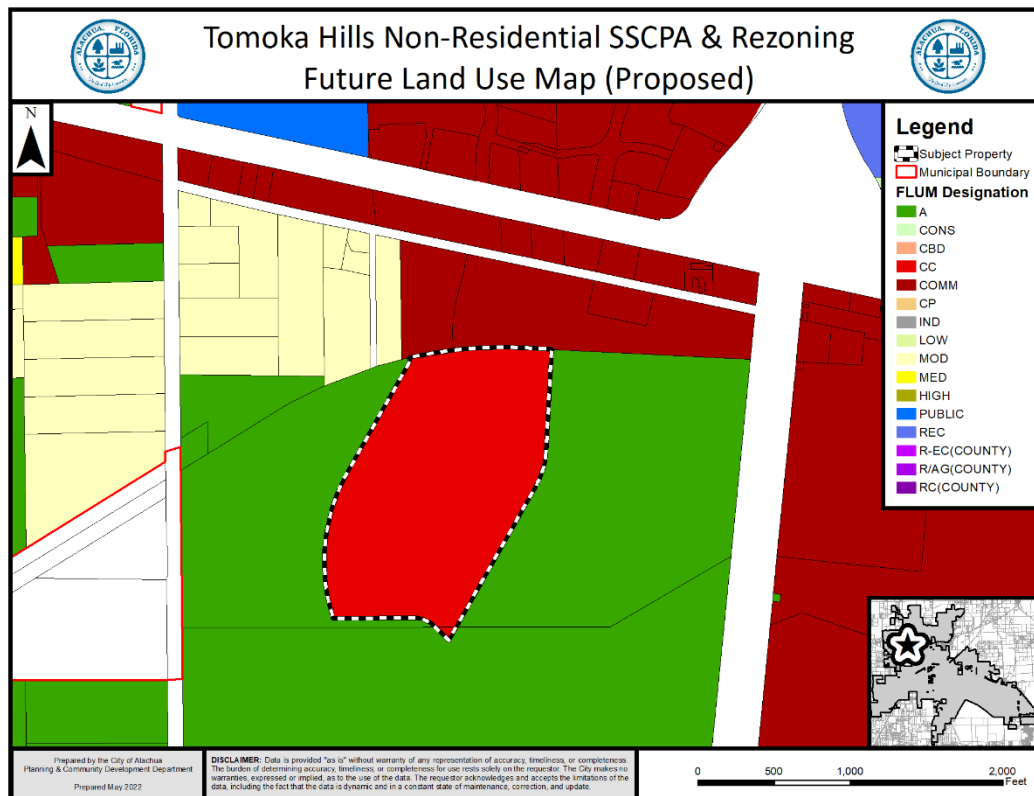 ALACHUA, FLORIDA
Tomoka Hills Non-Residential SSCPA & Rezoning
Future Land Use Map (Proposed)
ALACHUA, FLORIDA
N
Legend
Subject Property
Municipal Boundary
FLUM Designation
A
CONS
CBD
CC
COMM
CP
IND
LOW
MOD
MED
HIGH
PUBLIC
REC
R-EC(COUNTY)
R/AG(COUNTY)
RC(COUNTY)
Prepared by the City of Alachua
Planning & Community Development Department
Prepared May 2022
DISCLAIMER: Data is provided "as is" without warranty of any representation of accuracy, timeliness, or completeness.
The burden of determining accuracy, timeliness, or completeness for use rests solely on the requestor. The City makes no
warranties, expressed or implied, as to the use of the data. The requestor acknowledges and accepts the limitations of the
data, including the fact that the data is dynamic and in a constant state of maintenance, correction, and update.
0 500 1,000 2,000
Feet